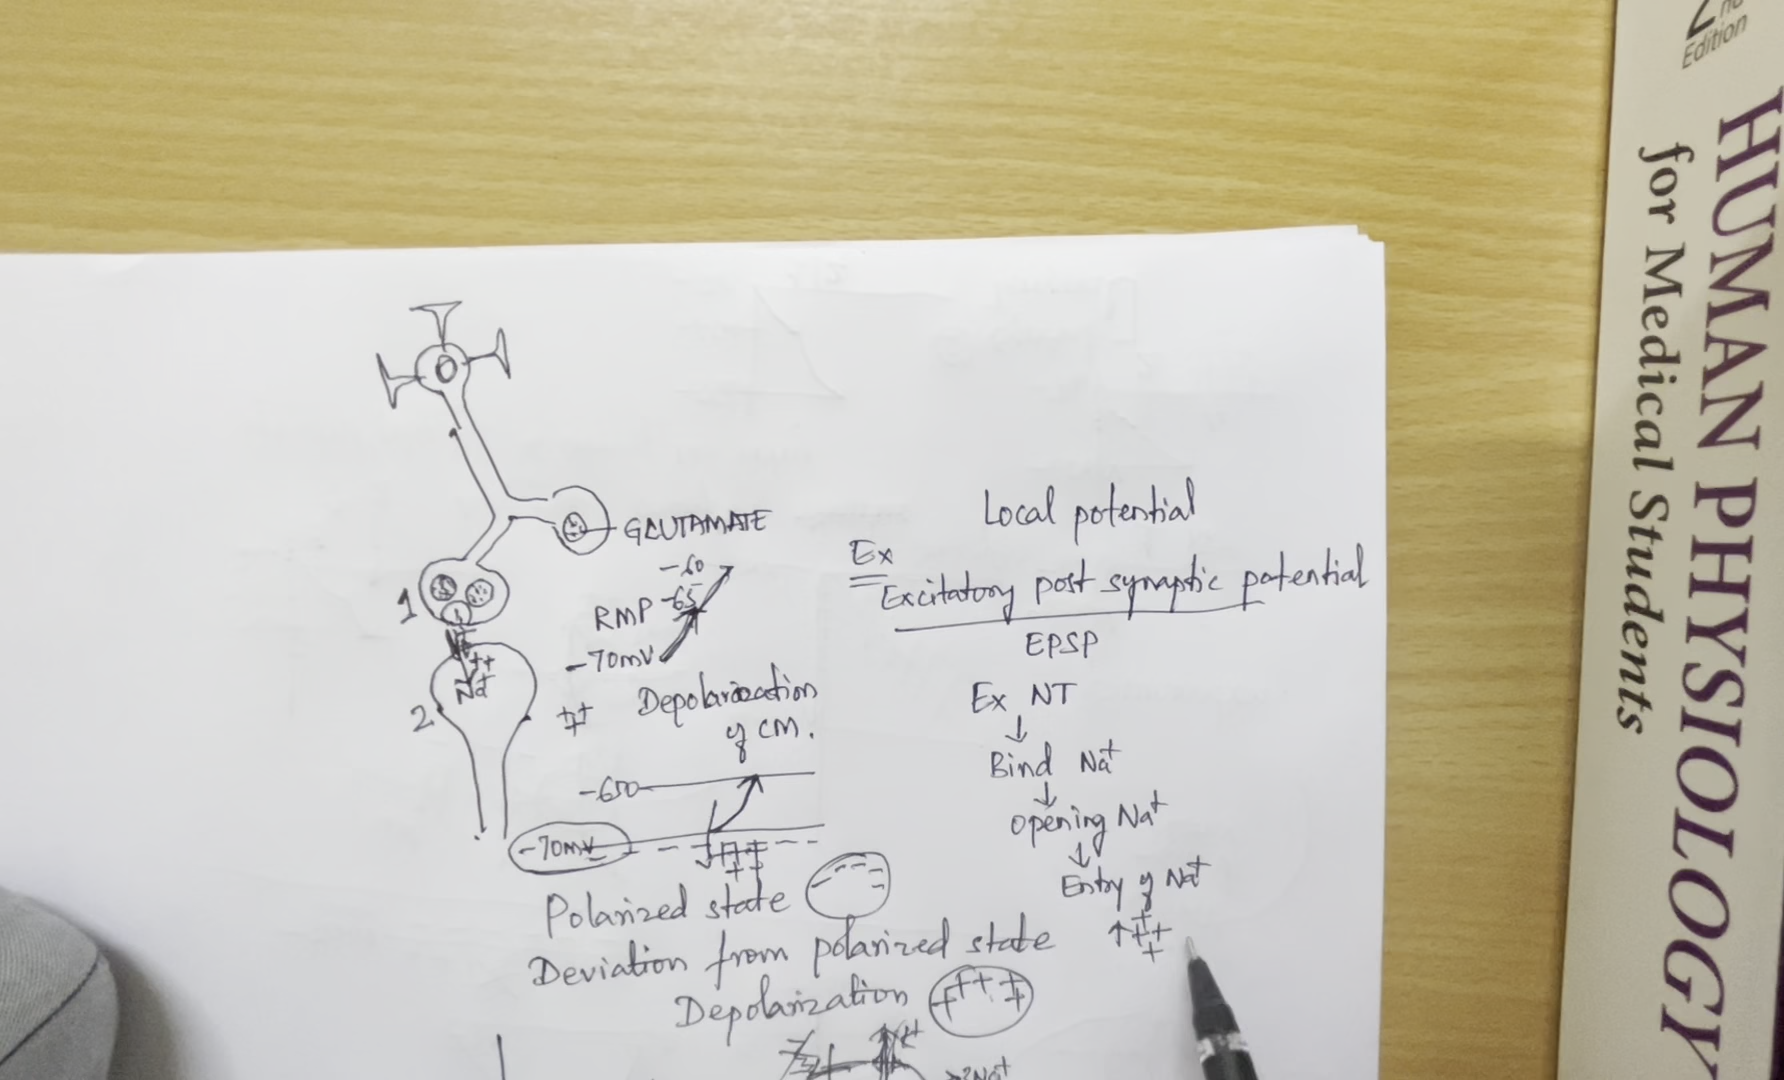 GLUTAMATE
-60
RMP -65
-70mV
Depolarization
of CM.
1
Na+
++
2
++
+
-65
-70mV
Polarized state
Deviation from polarized state
Depolarization
+++ +
Local potential
Ex
Excitatory post synaptic potential
EPSP
Ex NT
↓
Bind Na+
↓
Opening Na+
↓
Entry of Na+
↑+++
+
2Na+
2nd
Edition
HUMAN PHYSIOLOGY
for Medical Students